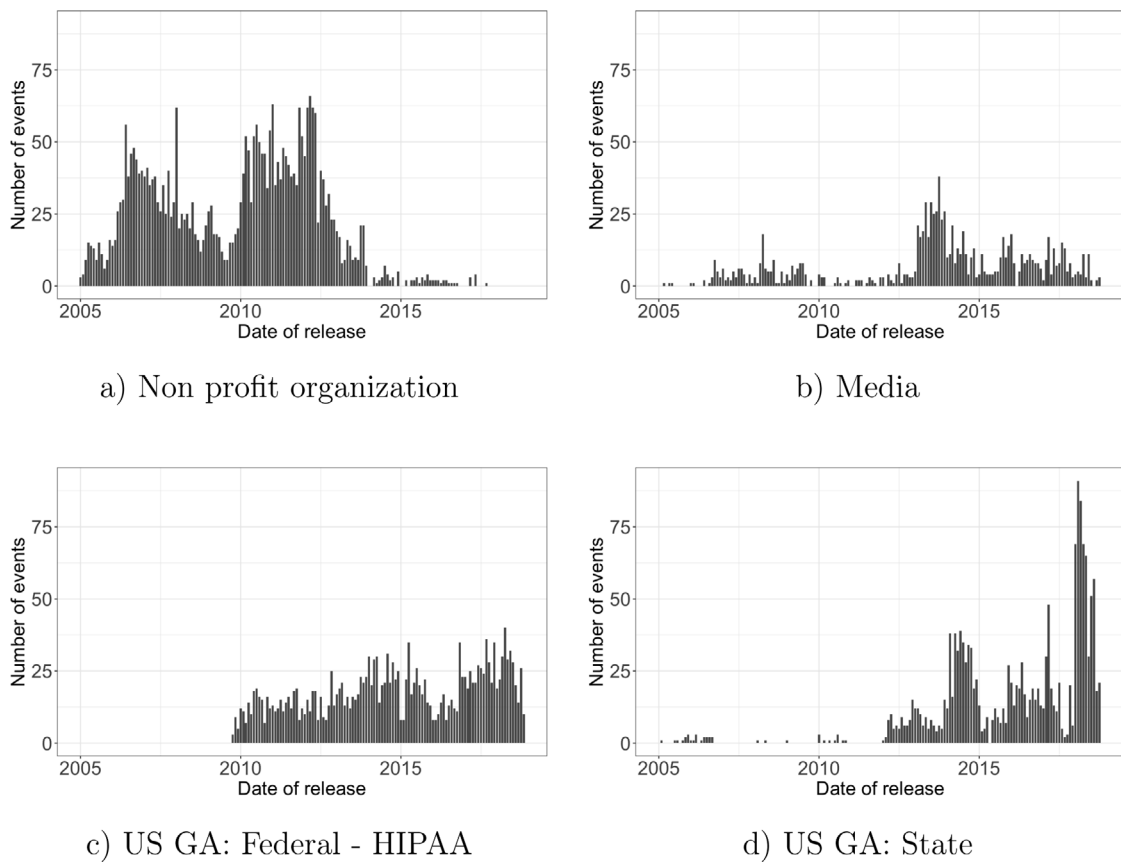 75
50
25
0
Number of events
2005 2010 2015
Date of release
a) Non profit organization
75
50
25
0
Number of events
2005 2010 2015
Date of release
b) Media
75
50
25
0
Number of events
2005 2010 2015
Date of release
c) US GA: Federal - HIPAA
75
50
25
0
Number of events
2005 2010 2015
Date of release
d) US GA: State